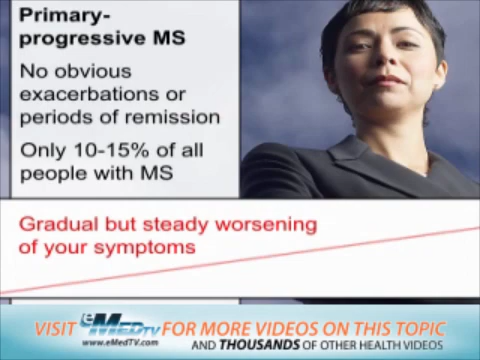 Primary-
progressive MS
No obvious
exacerbations or
periods of remission
Only 10-15% of all
people with MS
Gradual but steady worsening
of your symptoms
VISIT eMEDTV FOR MORE VIDEOS ON THIS TOPIC
www.eMedTV.com AND THOUSANDS OF OTHER HEALTH VIDEOS